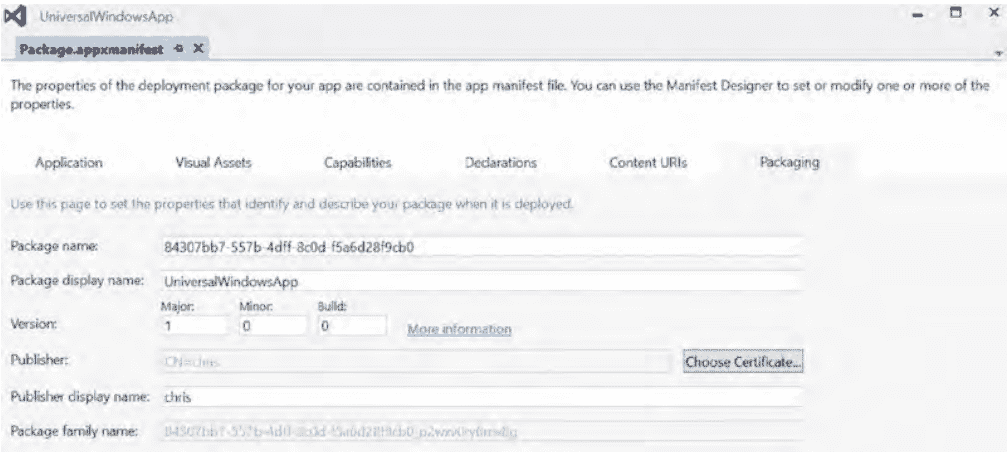 UniversalWindowsApp
Package.appxmanifest
The properties of the deployment package for your app are contained in the app manifest file. You can use the Manifest Designer to set or modify one or more of the
properties.
Application Visual Assets Capabilities Declarations Content URIs Packaging
Use this page to set the properties that identify and describe your package when it is deployed.
Package name: 84307bb7-557b-4dff-8c0d-f5a6d28f9cb0
Package display name: UniversalWindowsApp
Major: Minor: Build:
Version: 1 0 0 More information
Publisher: CN=chris Choose Certificate...
Publisher display name: chris
Package family name: